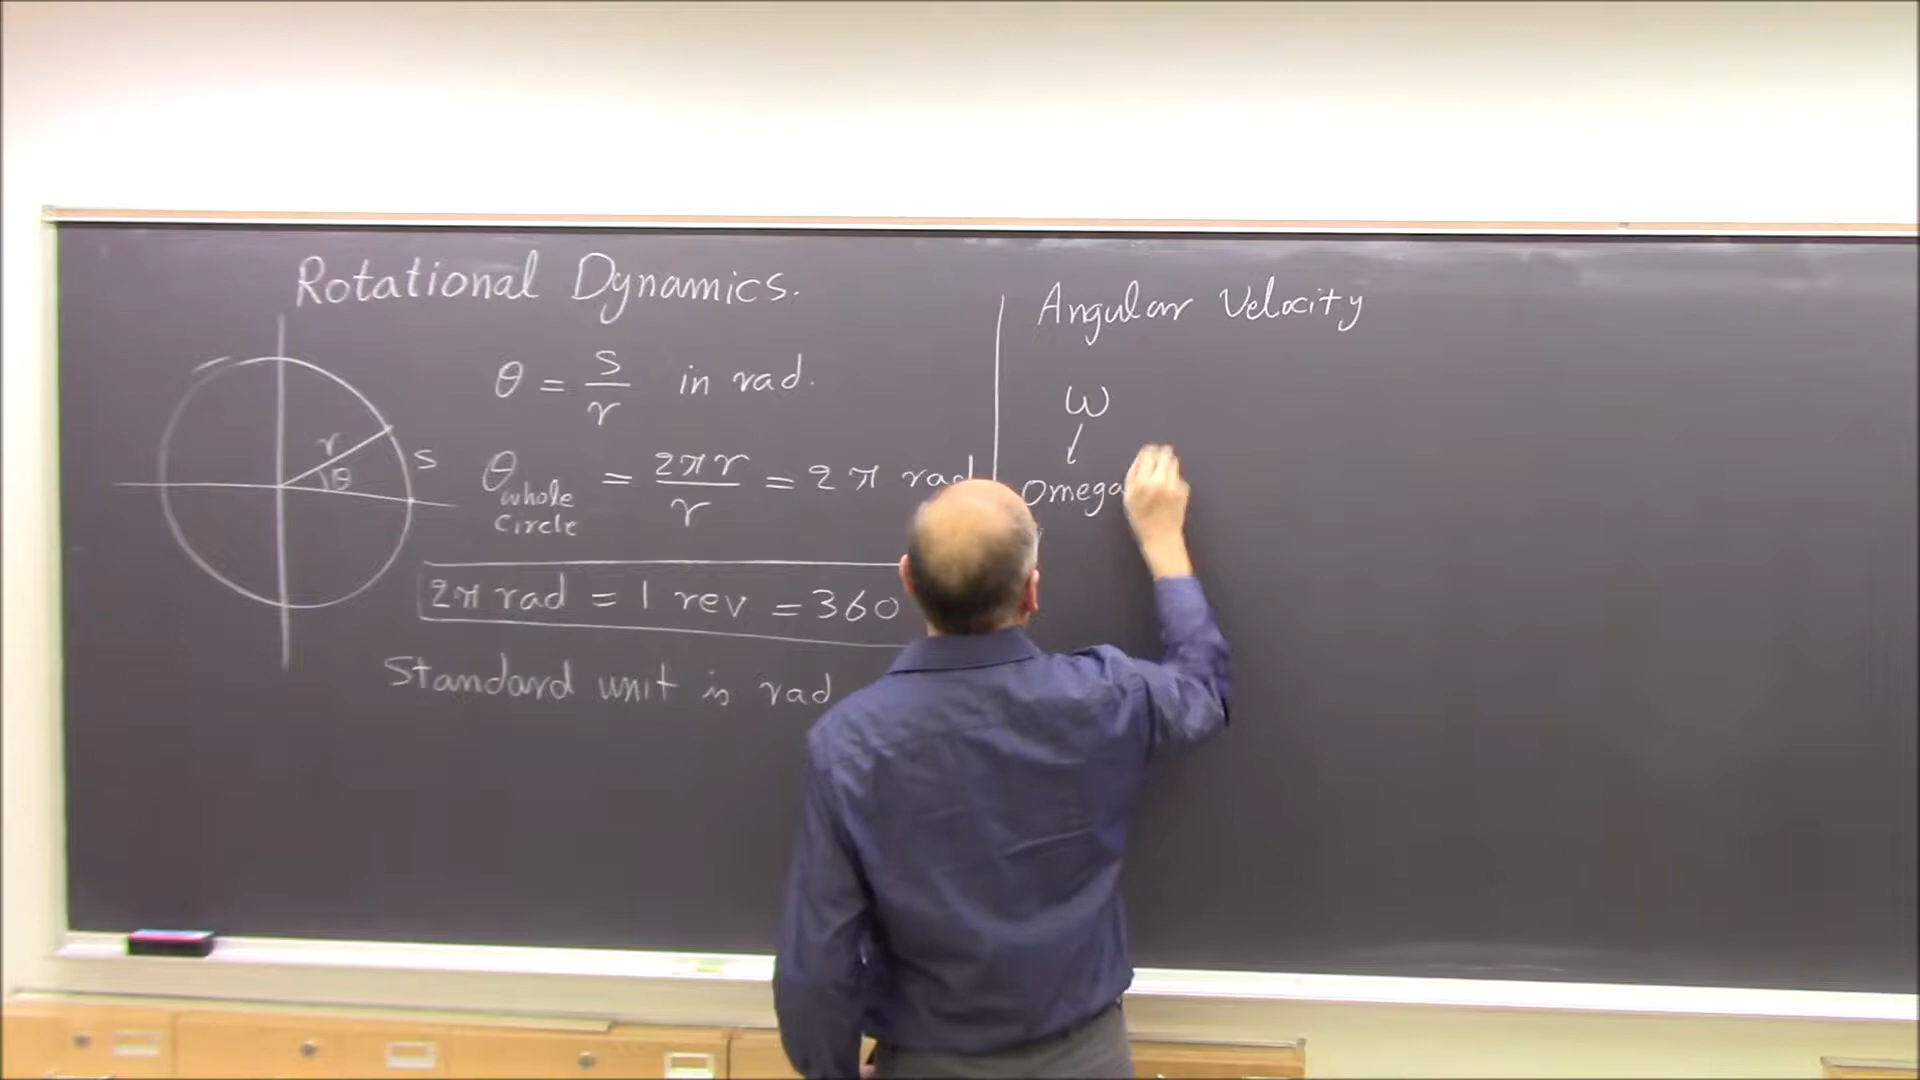 Rotational Dynamics.
θ = s/r in rad.
r
θ
s
θ whole circle = 2πr/r = 2π rad
2π rad = 1 rev = 360
Standard unit is rad
Angular Velocity
ω
Omega